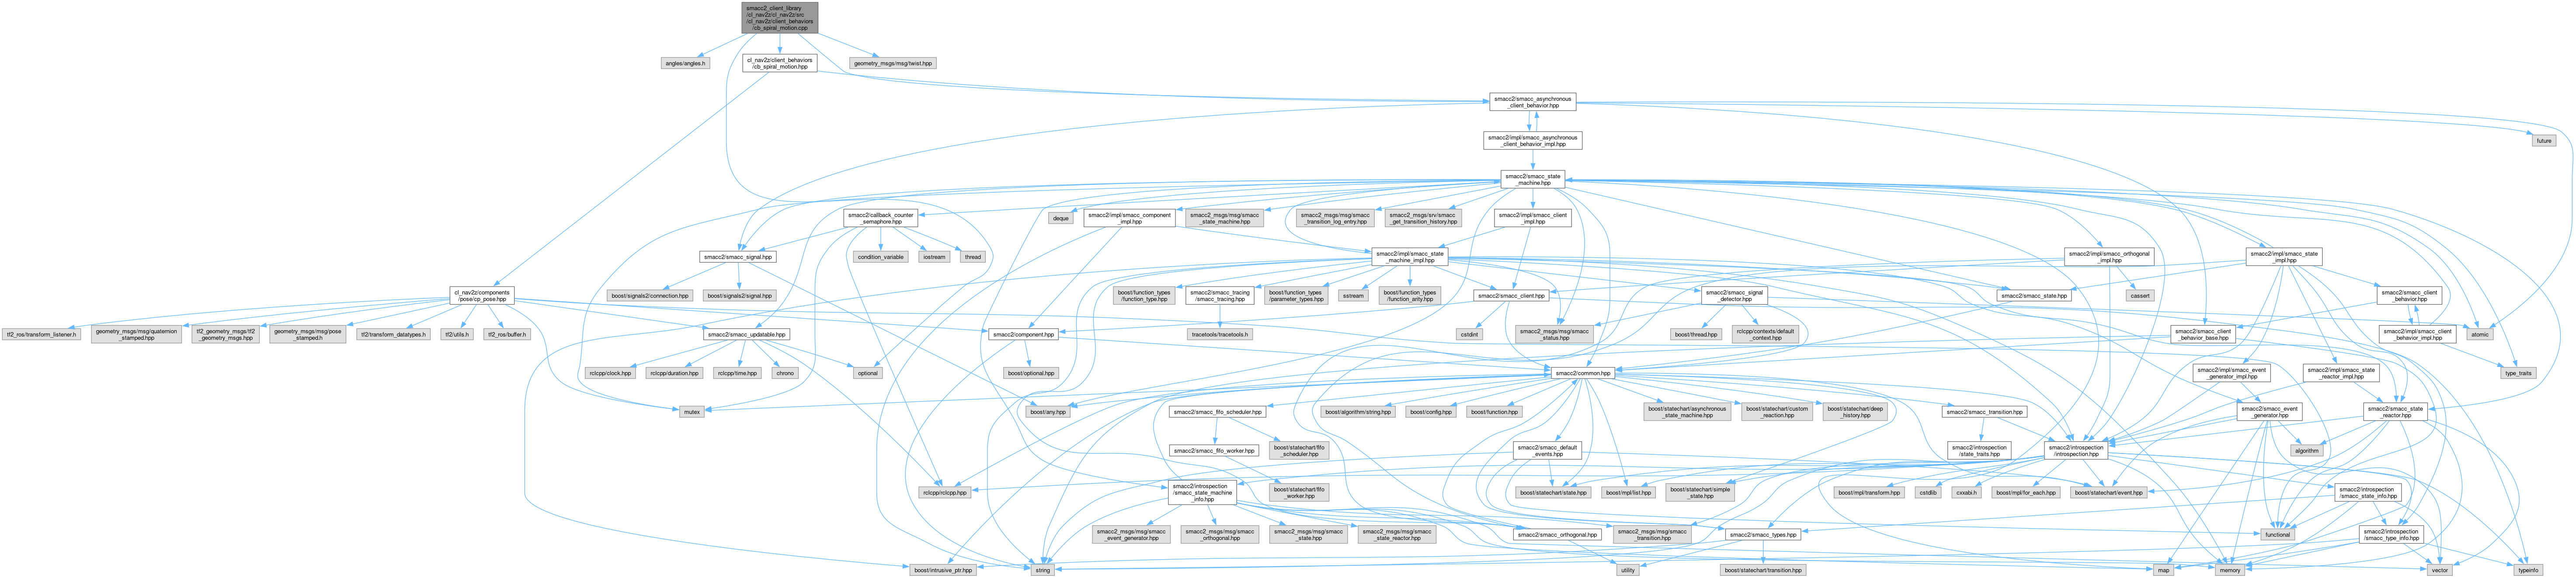 smacc2_client_library
/cl_nav2z/cl_nav2z/src
/cl_nav2z/client_behaviors
/cb_spiral_motion.cpp
angles/angles.h
cl_nav2z/client_behaviors
/cb_spiral_motion.hpp
geometry_msgs/msg/twist.hpp
smacc2/smacc_asynchronous
_client_behavior.hpp
smacc2/impl/smacc_asynchronous
_client_behavior_impl.hpp
future
smacc2/smacc_state
_machine.hpp
smacc2/callback_counter
_semaphore.hpp
deque
smacc2/impl/smacc_component
_impl.hpp
smacc2_msgs/msg/smacc
_state_machine.hpp
smacc2_msgs/msg/smacc
_transition_log_entry.hpp
smacc2_msgs/srv/smacc
_get_transition_history.hpp
smacc2/impl/smacc_client
_impl.hpp
smacc2/smacc_signal.hpp
condition_variable
iostream
thread
smacc2/impl/smacc_state
_machine_impl.hpp
smacc2/impl/smacc_orthogonal
_impl.hpp
smacc2/impl/smacc_state
_impl.hpp
cl_nav2z/components
/pose/cp_pose.hpp
boost/signals2/connection.hpp
boost/signals2/signal.hpp
boost/function_types
/function_type.hpp
smacc2/smacc_tracing
/smacc_tracing.hpp
boost/function_types
/parameter_types.hpp
sstream
boost/function_types
/function_arity.hpp
smacc2/smacc_client.hpp
smacc2/smacc_signal
_detector.hpp
smacc2/smacc_state.hpp
cassert
smacc2/smacc_client
_behavior.hpp
tf2_ros/transform_listener.h
geometry_msgs/msg/quaternion
_stamped.hpp
tf2_geometry_msgs/tf2
_geometry_msgs.hpp
geometry_msgs/msg/pose
_stamped.h
tf2/transform_datatypes.h
tf2/utils.h
tf2_ros/buffer.h
smacc2/smacc_updatable.hpp
smacc2/component.hpp
tracetools/tracetools.h
cstdint
smacc2_msgs/msg/smacc
_status.hpp
boost/thread.hpp
rclcpp/contexts/default
_context.hpp
atomic
smacc2/smacc_client
_behavior_base.hpp
smacc2/impl/smacc_client
_behavior_impl.hpp
rclcpp/clock.hpp
rclcpp/duration.hpp
rclcpp/time.hpp
chrono
optional
boost/optional.hpp
smacc2/common.hpp
smacc2/impl/smacc_event
_generator_impl.hpp
smacc2/impl/smacc_state
_reactor_impl.hpp
type_traits
mutex
boost/any.hpp
smacc2/smacc_fifo_scheduler.hpp
boost/algorithm/string.hpp
boost/config.hpp
boost/function.hpp
boost/statechart/asynchronous
_state_machine.hpp
boost/statechart/custom
_reaction.hpp
boost/statechart/deep
_history.hpp
smacc2/smacc_transition.hpp
smacc2/smacc_event
_generator.hpp
smacc2/smacc_state
_reactor.hpp
smacc2/smacc_fifo_worker.hpp
boost/statechart/fifo
_scheduler.hpp
smacc2/smacc_default
_events.hpp
smacc2/introspection
/state_traits.hpp
smacc2/introspection
/introspection.hpp
algorithm
rclcpp/rclcpp.hpp
smacc2/introspection
/smacc_state_machine
_info.hpp
boost/statechart/fifo
_worker.hpp
boost/statechart/state.hpp
boost/mpl/list.hpp
boost/statechart/simple
_state.hpp
boost/mpl/transform.hpp
cstdlib
cxxabi.h
boost/mpl/for_each.hpp
boost/statechart/event.hpp
smacc2/introspection
/smacc_state_info.hpp
smacc2_msgs/msg/smacc
_event_generator.hpp
smacc2_msgs/msg/smacc
_orthogonal.hpp
smacc2_msgs/msg/smacc
_state.hpp
smacc2_msgs/msg/smacc
_state_reactor.hpp
smacc2/smacc_orthogonal.hpp
smacc2_msgs/msg/smacc
_transition.hpp
smacc2/smacc_types.hpp
functional
smacc2/introspection
/smacc_type_info.hpp
boost/intrusive_ptr.hpp
string
utility
boost/statechart/transition.hpp
map
memory
vector
typeinfo